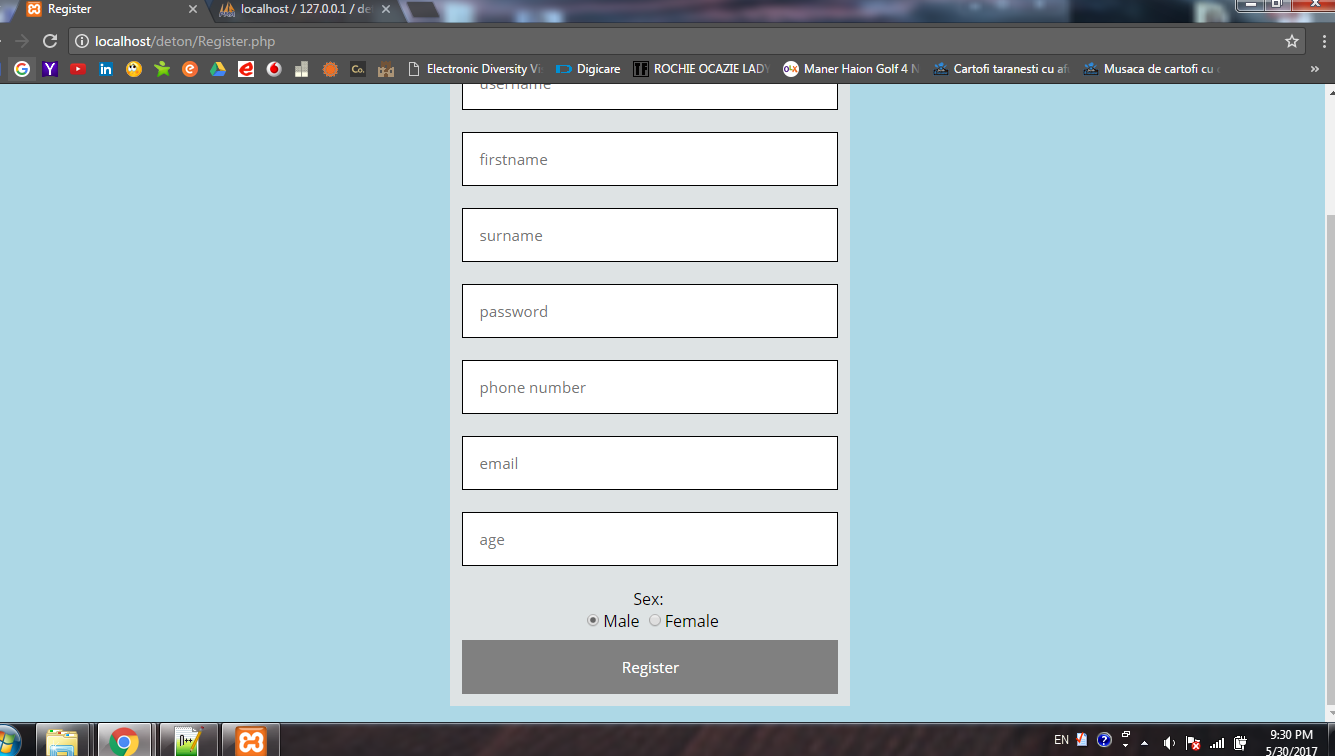 Register
localhost / 127.0.0.1 / de
localhost/deton/Register.php
Electronic Diversity Vi
Digicare
ROCHIE OCAZIE LADY
Maner Haion Golf 4 N
Cartofi taranesti cu af
Musaca de cartofi cu c
username
firstname
surname
password
phone number
email
age
Sex:
Male Female
Register
EN
9:30 PM
5/30/2017